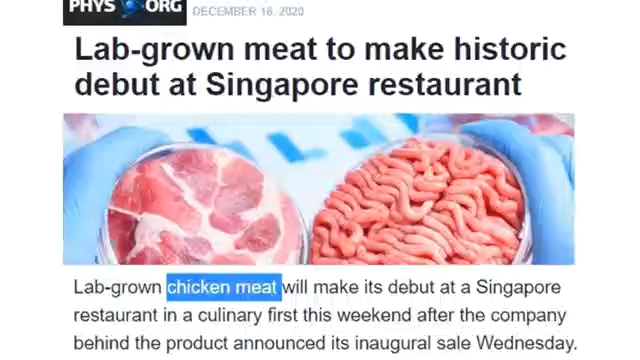 PHYS ORG
DECEMBER 16, 2020
Lab-grown meat to make historic
debut at Singapore restaurant
Lab-grown chicken meat will make its debut at a Singapore
restaurant in a culinary first this weekend after the company
behind the product announced its inaugural sale Wednesday.